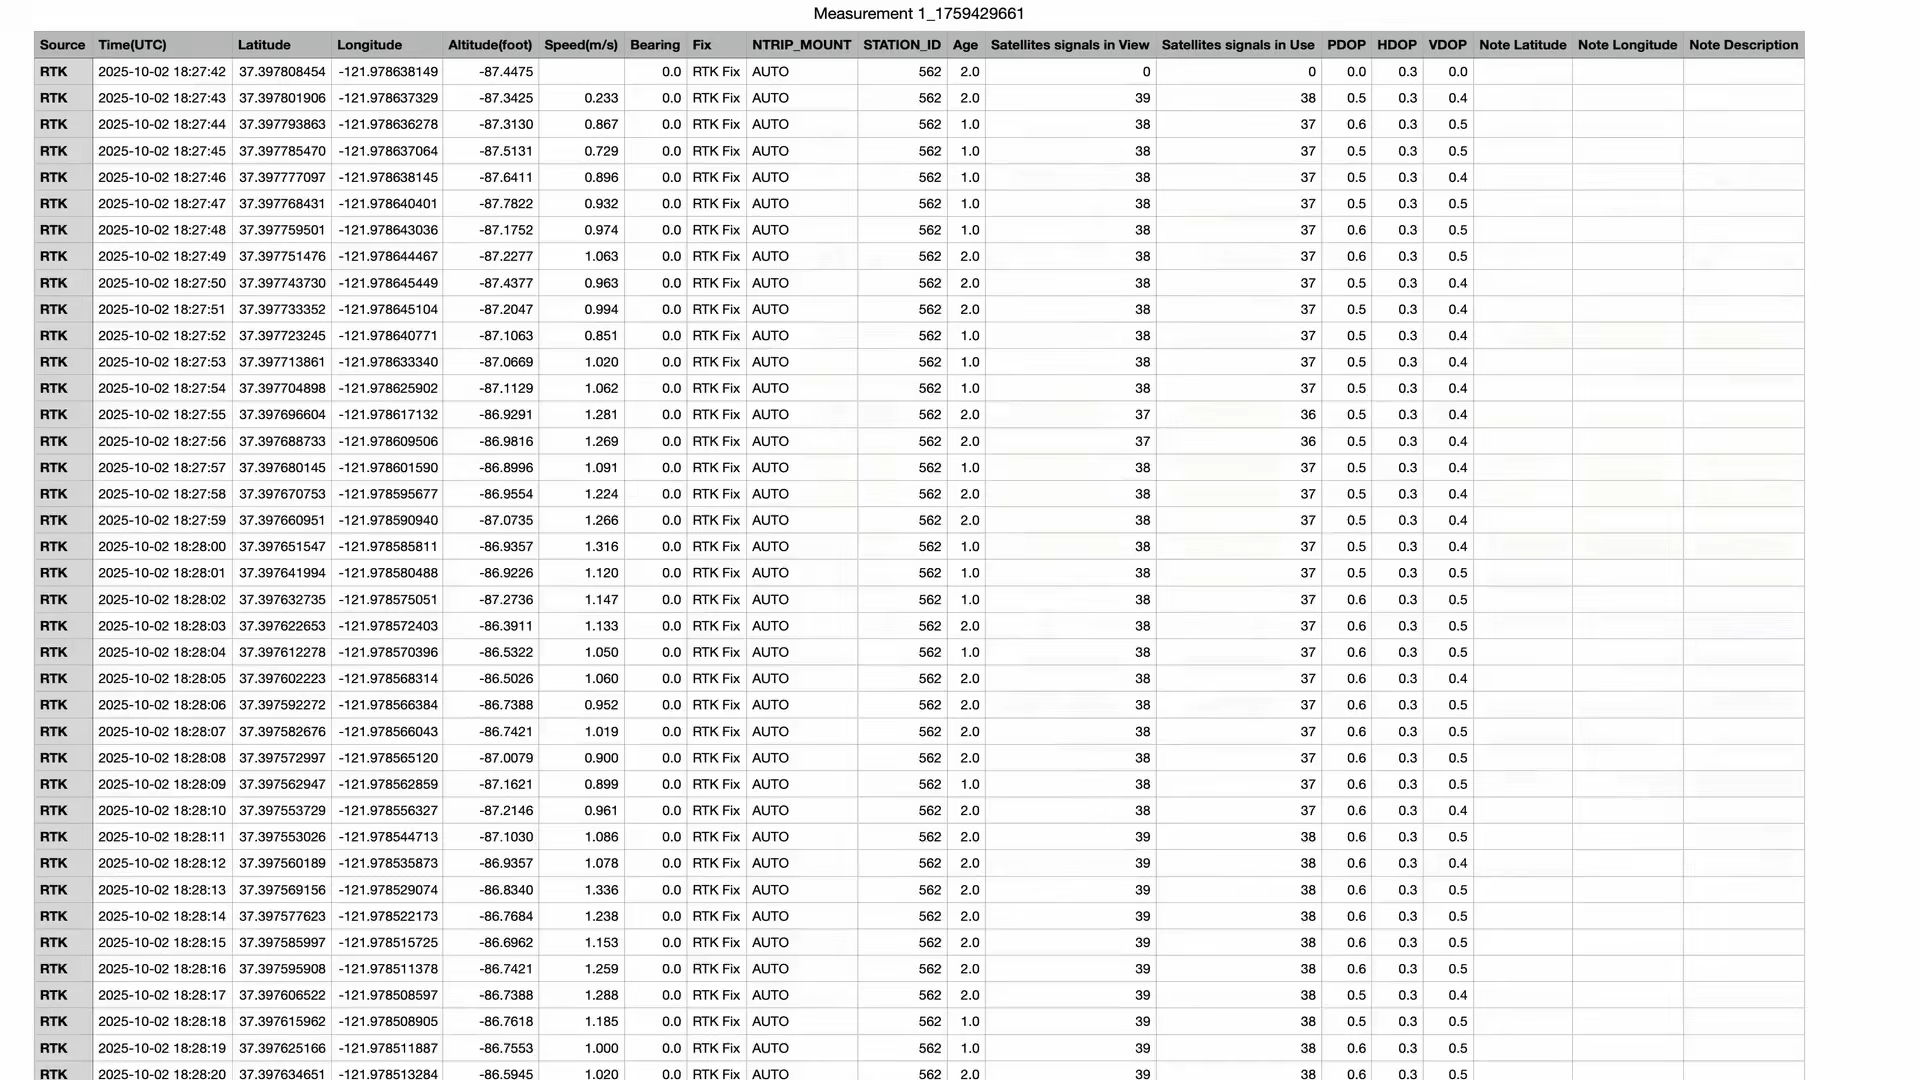 Measurement 1_1759429661
Source Time(UTC) Latitude Longitude Altitude(foot) Speed(m/s) Bearing Fix NTRIP_MOUNT STATION_ID Age Satellites signals in View Satellites signals in Use PDOP HDOP VDOP Note Latitude Note Longitude Note Description
RTK 2025-10-02 18:27:42 37.397808454 -121.978638149 -87.4475 0.0 RTK Fix AUTO 562 2.0 0 0 0.0 0.3 0.0
RTK 2025-10-02 18:27:43 37.397801906 -121.978637329 -87.3425 0.233 0.0 RTK Fix AUTO 562 2.0 39 38 0.5 0.3 0.4
RTK 2025-10-02 18:27:44 37.397793863 -121.978636278 -87.3130 0.867 0.0 RTK Fix AUTO 562 1.0 38 37 0.6 0.3 0.5
RTK 2025-10-02 18:27:45 37.397785470 -121.978637064 -87.5131 0.729 0.0 RTK Fix AUTO 562 1.0 38 37 0.5 0.3 0.5
RTK 2025-10-02 18:27:46 37.397777097 -121.978638145 -87.6411 0.896 0.0 RTK Fix AUTO 562 1.0 38 37 0.5 0.3 0.4
RTK 2025-10-02 18:27:47 37.397768431 -121.978640401 -87.7822 0.932 0.0 RTK Fix AUTO 562 1.0 38 37 0.5 0.3 0.5
RTK 2025-10-02 18:27:48 37.397759501 -121.978643036 -87.1752 0.974 0.0 RTK Fix AUTO 562 1.0 38 37 0.6 0.3 0.5
RTK 2025-10-02 18:27:49 37.397751476 -121.978644467 -87.2277 1.063 0.0 RTK Fix AUTO 562 2.0 38 37 0.6 0.3 0.5
RTK 2025-10-02 18:27:50 37.397743730 -121.978645449 -87.4377 0.963 0.0 RTK Fix AUTO 562 2.0 38 37 0.5 0.3 0.4
RTK 2025-10-02 18:27:51 37.397733352 -121.978645104 -87.2047 0.994 0.0 RTK Fix AUTO 562 2.0 38 37 0.5 0.3 0.4
RTK 2025-10-02 18:27:52 37.397723245 -121.978640771 -87.1063 0.851 0.0 RTK Fix AUTO 562 1.0 38 37 0.5 0.3 0.4
RTK 2025-10-02 18:27:53 37.397713861 -121.978633340 -87.0669 1.020 0.0 RTK Fix AUTO 562 1.0 38 37 0.5 0.3 0.4
RTK 2025-10-02 18:27:54 37.397704898 -121.978625902 -87.1129 1.062 0.0 RTK Fix AUTO 562 1.0 38 37 0.5 0.3 0.4
RTK 2025-10-02 18:27:55 37.397696604 -121.978617132 -86.9291 1.281 0.0 RTK Fix AUTO 562 2.0 37 36 0.5 0.3 0.4
RTK 2025-10-02 18:27:56 37.397688733 -121.978609506 -86.9816 1.269 0.0 RTK Fix AUTO 562 2.0 37 36 0.5 0.3 0.4
RTK 2025-10-02 18:27:57 37.397680145 -121.978601590 -86.8996 1.091 0.0 RTK Fix AUTO 562 1.0 38 37 0.5 0.3 0.4
RTK 2025-10-02 18:27:58 37.397670753 -121.978595677 -86.9554 1.224 0.0 RTK Fix AUTO 562 2.0 38 37 0.5 0.3 0.4
RTK 2025-10-02 18:27:59 37.397660951 -121.978590940 -87.0735 1.266 0.0 RTK Fix AUTO 562 2.0 38 37 0.5 0.3 0.4
RTK 2025-10-02 18:28:00 37.397651547 -121.978585811 -86.9357 1.316 0.0 RTK Fix AUTO 562 1.0 38 37 0.5 0.3 0.4
RTK 2025-10-02 18:28:01 37.397641994 -121.978580488 -86.9226 1.120 0.0 RTK Fix AUTO 562 1.0 38 37 0.5 0.3 0.5
RTK 2025-10-02 18:28:02 37.397632735 -121.978575051 -87.2736 1.147 0.0 RTK Fix AUTO 562 1.0 38 37 0.6 0.3 0.5
RTK 2025-10-02 18:28:03 37.397622653 -121.978572403 -86.3911 1.133 0.0 RTK Fix AUTO 562 2.0 38 37 0.6 0.3 0.5
RTK 2025-10-02 18:28:04 37.397612278 -121.978570396 -86.5322 1.050 0.0 RTK Fix AUTO 562 1.0 38 37 0.6 0.3 0.5
RTK 2025-10-02 18:28:05 37.397602223 -121.978568314 -86.5026 1.060 0.0 RTK Fix AUTO 562 2.0 38 37 0.6 0.3 0.4
RTK 2025-10-02 18:28:06 37.397592272 -121.978566384 -86.7388 0.952 0.0 RTK Fix AUTO 562 2.0 38 37 0.6 0.3 0.5
RTK 2025-10-02 18:28:07 37.397582676 -121.978566043 -86.7421 1.019 0.0 RTK Fix AUTO 562 2.0 38 37 0.6 0.3 0.5
RTK 2025-10-02 18:28:08 37.397572997 -121.978565120 -87.0079 0.900 0.0 RTK Fix AUTO 562 2.0 38 37 0.6 0.3 0.5
RTK 2025-10-02 18:28:09 37.397562947 -121.978562859 -87.1621 0.899 0.0 RTK Fix AUTO 562 1.0 38 37 0.6 0.3 0.5
RTK 2025-10-02 18:28:10 37.397553729 -121.978556327 -87.2146 0.961 0.0 RTK Fix AUTO 562 2.0 38 37 0.6 0.3 0.4
RTK 2025-10-02 18:28:11 37.397553026 -121.978544713 -87.1030 1.086 0.0 RTK Fix AUTO 562 2.0 39 38 0.6 0.3 0.5
RTK 2025-10-02 18:28:12 37.397560189 -121.978535873 -86.9357 1.078 0.0 RTK Fix AUTO 562 2.0 39 38 0.6 0.3 0.4
RTK 2025-10-02 18:28:13 37.397569156 -121.978529074 -86.8340 1.336 0.0 RTK Fix AUTO 562 2.0 39 38 0.6 0.3 0.5
RTK 2025-10-02 18:28:14 37.397577623 -121.978522173 -86.7684 1.238 0.0 RTK Fix AUTO 562 2.0 39 38 0.6 0.3 0.5
RTK 2025-10-02 18:28:15 37.397585997 -121.978515725 -86.6962 1.153 0.0 RTK Fix AUTO 562 2.0 39 38 0.6 0.3 0.5
RTK 2025-10-02 18:28:16 37.397595908 -121.978511378 -86.7421 1.259 0.0 RTK Fix AUTO 562 2.0 39 38 0.6 0.3 0.5
RTK 2025-10-02 18:28:17 37.397606522 -121.978508597 -86.7388 1.288 0.0 RTK Fix AUTO 562 2.0 39 38 0.5 0.3 0.4
RTK 2025-10-02 18:28:18 37.397615962 -121.978508905 -86.7618 1.185 0.0 RTK Fix AUTO 562 1.0 39 38 0.5 0.3 0.5
RTK 2025-10-02 18:28:19 37.397625166 -121.978511887 -86.7553 1.000 0.0 RTK Fix AUTO 562 1.0 39 38 0.6 0.3 0.5
RTK 2025-10-02 18:28:20 37.397634651 -121.978513284 -86.5945 1.020 0.0 RTK Fix AUTO 562 2.0 39 38 0.6 0.3 0.5